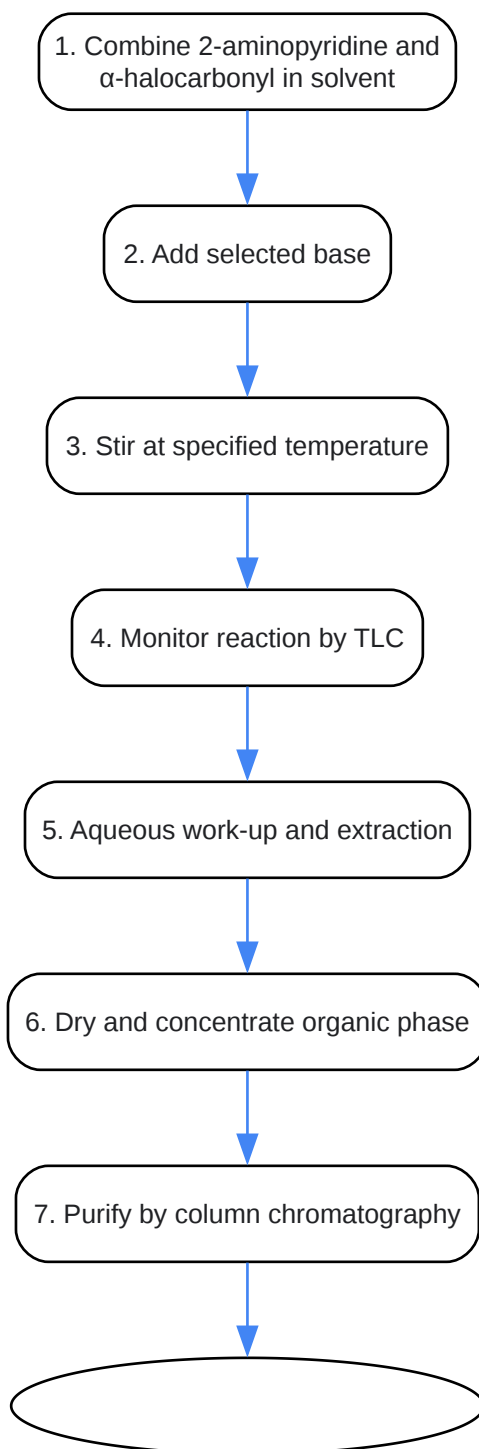 1. Combine 2-aminopyridine and
α-halocarbonyl in solvent
2. Add selected base
3. Stir at specified temperature
4. Monitor reaction by TLC
5. Aqueous work-up and extraction
6. Dry and concentrate organic phase
7. Purify by column chromatography